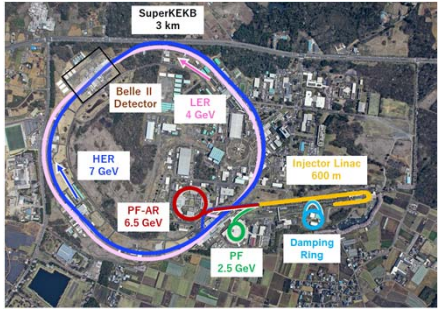 SuperKEKB
3 km
Belle II
Detector
LER
4 GeV
HER
7 GeV
Injector Linac
600 m
PF-AR
6.5 GeV
PF
2.5 GeV
Damping
Ring